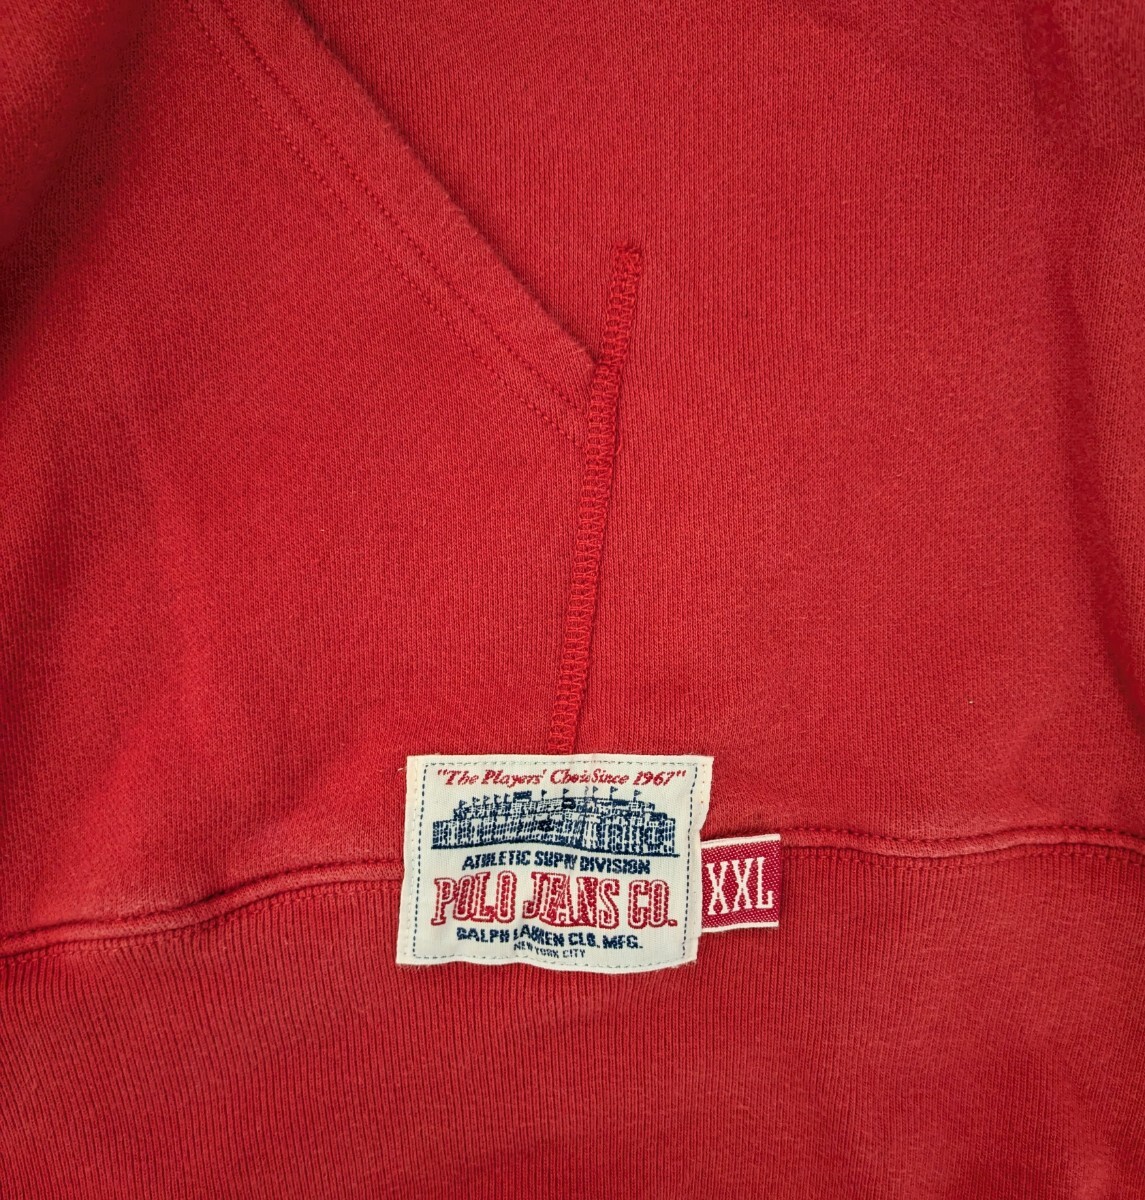 "The Players' Choice Since 1967"
ATHLETIC SUPPLY DIVISION
POLO JEANS CO.
RALPH LAUREN CLO. MFG.
NEW YORK CITY
XXL